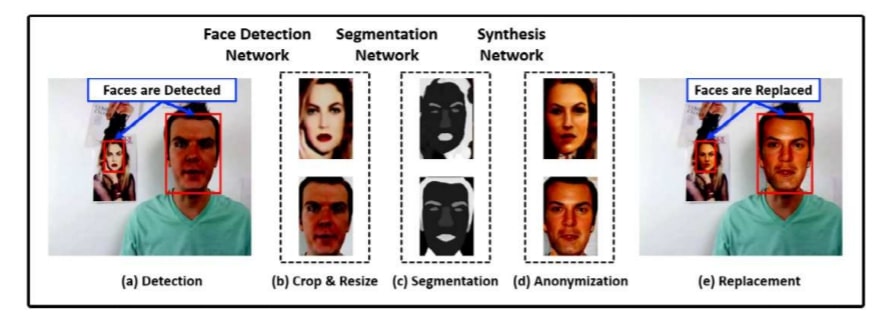 Face Detection Network
Segmentation Network
Synthesis Network
Faces are Detected
Faces are Replaced
(a) Detection
(b) Crop & Resize
(c) Segmentation
(d) Anonymization
(e) Replacement